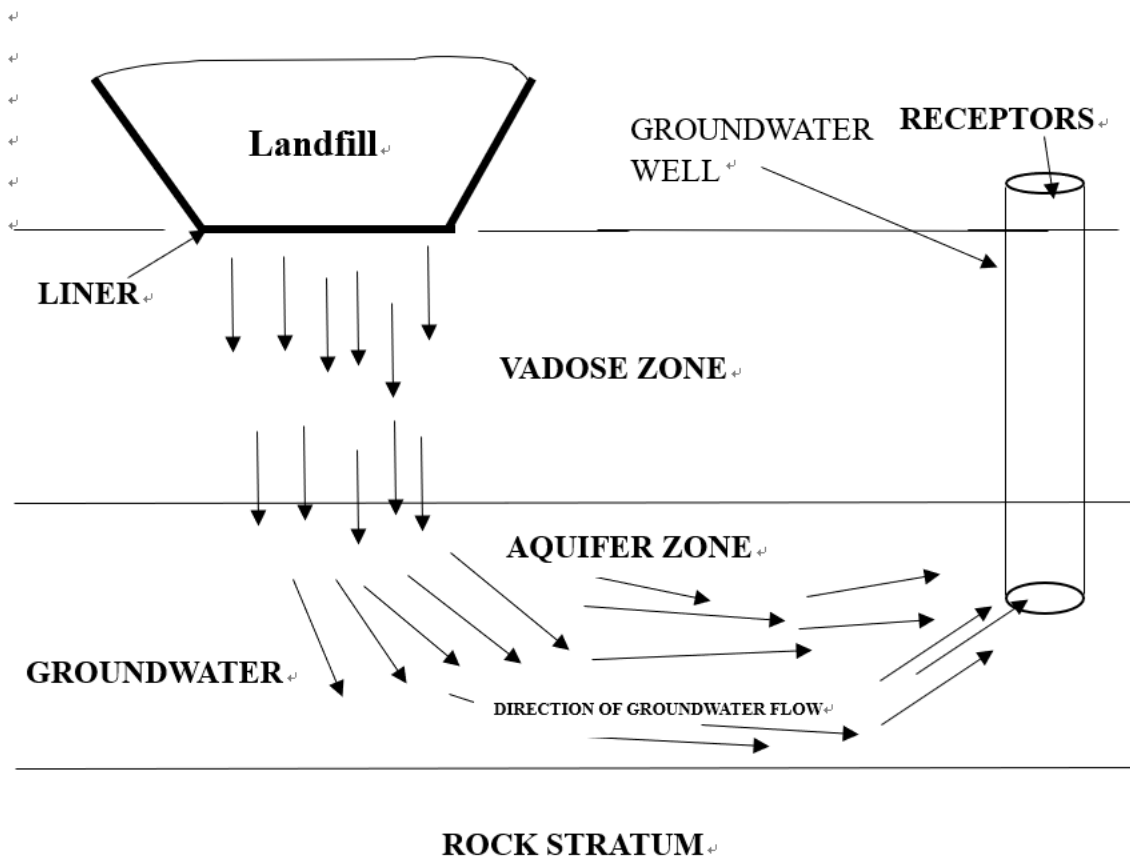 Landfill
GROUNDWATER
WELL
RECEPTORS
LINER
VADOSE ZONE
AQUIFER ZONE
GROUNDWATER
DIRECTION OF GROUNDWATER FLOW
ROCK STRATUM